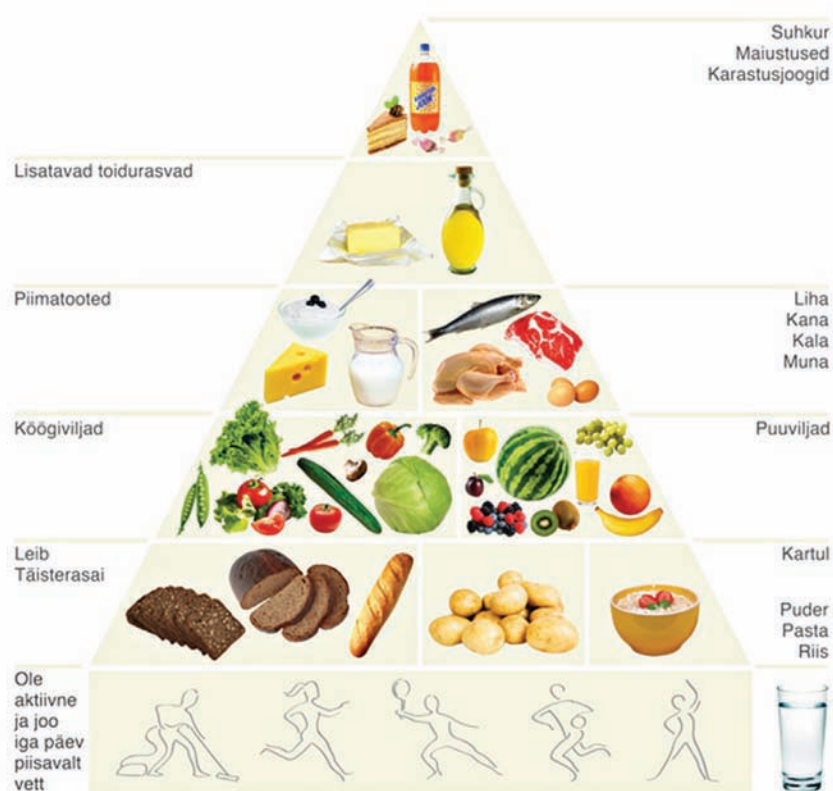 Suhkur
Maiustused
Karastusjoogid
Lisatavad toidurasvad
Piimatooted
Liha
Kana
Kala
Muna
Köögiviljad
Puuviljad
Leib
Täisterasai
Kartul
Puder
Pasta
Riis
Ole
aktiivne
ja joo
iga päev
piisavalt
vett